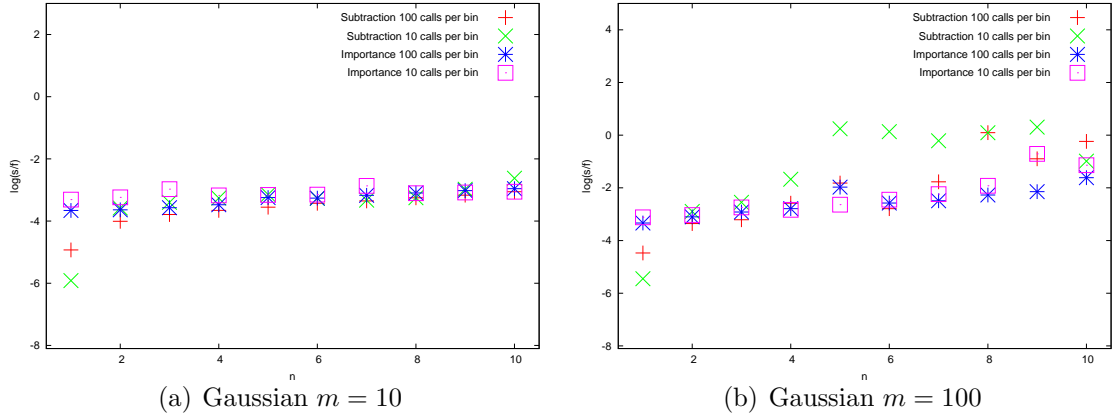 2
0
-2
-4
-6
-8
2
4
6
8
10
log(s/f)
n
Subtraction 100 calls per bin
Subtraction 10 calls per bin
Importance 100 calls per bin
Importance 10 calls per bin
(a) Gaussian m = 10
4
2
0
-2
-4
-6
-8
2
4
6
8
10
log(s/f)
n
Subtraction 100 calls per bin
Subtraction 10 calls per bin
Importance 100 calls per bin
Importance 10 calls per bin
(b) Gaussian m = 100